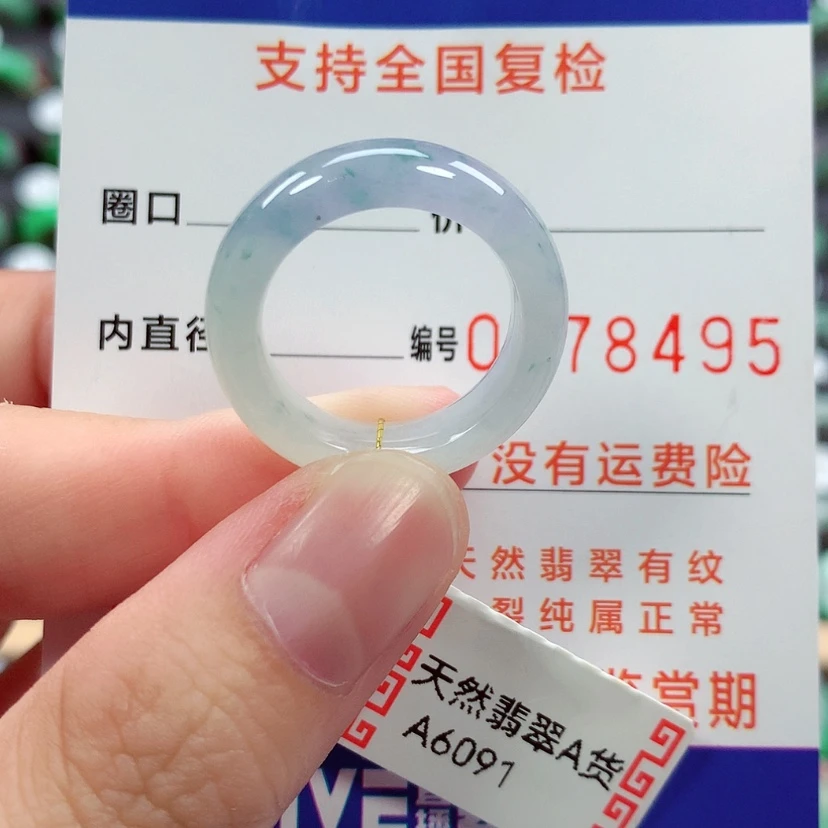 支持全国复检
圈口
内直径
编号0 78495
没有运费险
天然翡翠有纹
裂纯属正常
鉴赏期
天然翡翠A货
A6091